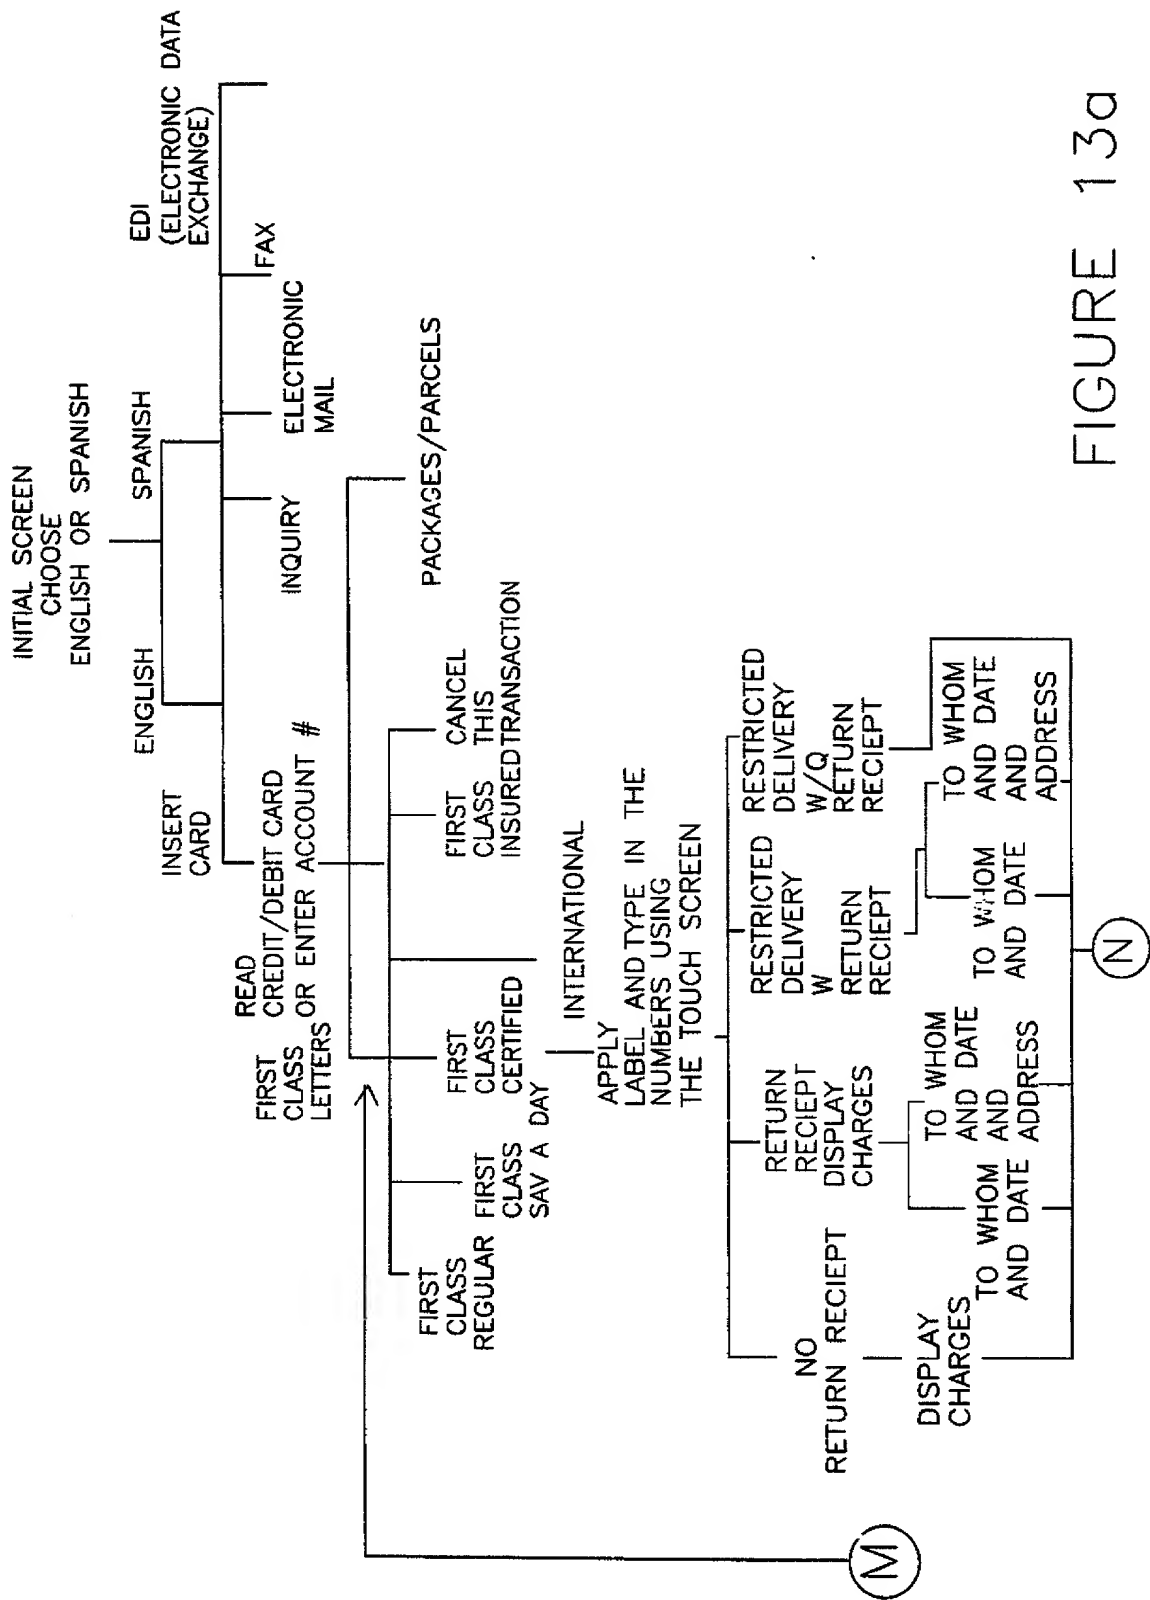 INITIAL SCREEN
CHOOSE
ENGLISH OR SPANISH
ENGLISH
SPANISH
INSERT
CARD
EDI
(ELECTRONIC DATA
EXCHANGE)
READ
CREDIT/DEBIT CARD
OR ENTER ACCOUNT #
INQUIRY
ELECTRONIC
MAIL
FAX
FIRST
CLASS
LETTERS
PACKAGES/PARCELS
FIRST
CLASS
REGULAR
FIRST
CLASS
SAV A DAY
FIRST
CLASS
CERTIFIED
INTERNATIONAL
FIRST
CLASS
INSURED
CANCEL
THIS
TRANSACTION
APPLY
LABEL AND TYPE IN THE
NUMBERS USING
THE TOUCH SCREEN
NO
RETURN RECIEPT
RETURN
RECIEPT
DISPLAY
CHARGES
RESTRICTED
DELIVERY
W
RETURN
RECIEPT
RESTRICTED
DELIVERY
W/Q
RETURN
RECIEPT
DISPLAY
CHARGES
TO WHOM
AND DATE
TO WHOM
AND DATE
AND
ADDRESS
TO WHOM
AND DATE
TO WHOM
AND DATE
AND
ADDRESS
M
N
FIGURE 13a